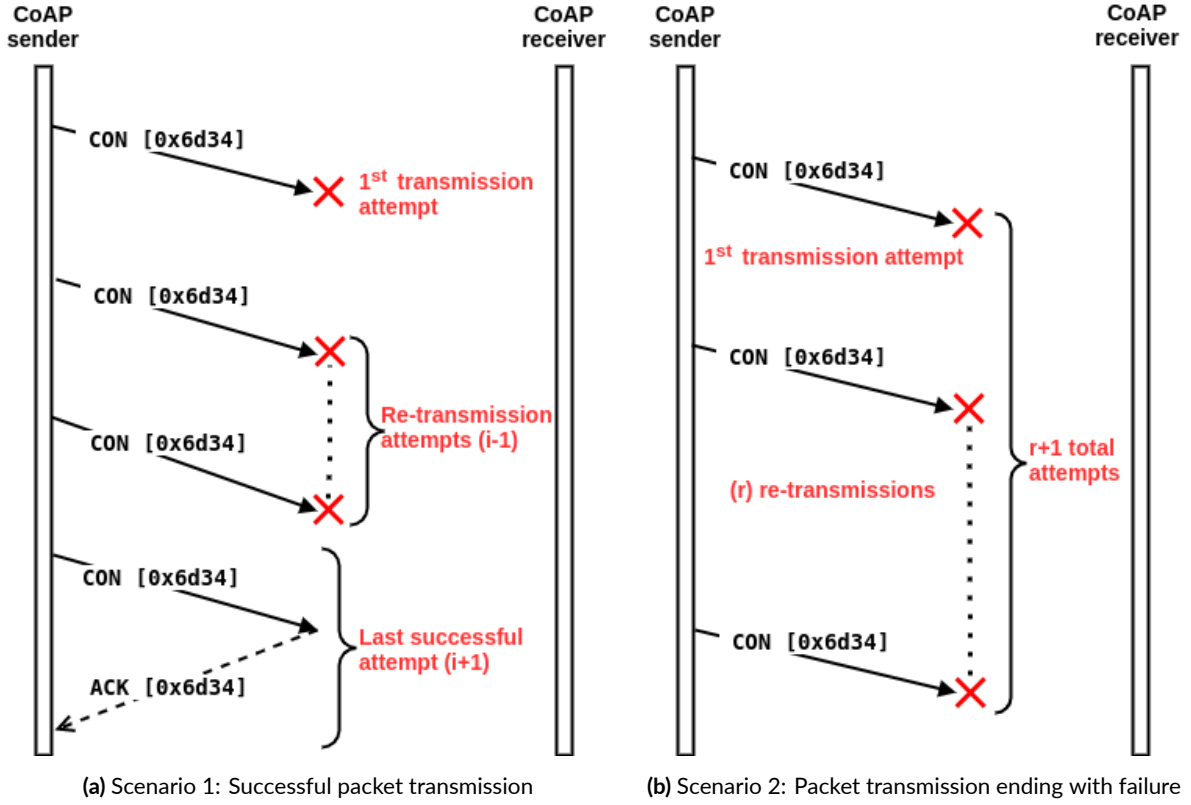 CoAP
sender
CoAP
receiver
CON [0x6d34]
1st transmission
attempt
CON [0x6d34]
Re-transmission
attempts (i-1)
CON [0x6d34]
CON [0x6d34]
Last successful
attempt (i+1)
ACK [0x6d34]
(a) Scenario 1: Successful packet transmission
CoAP
sender
CoAP
receiver
CON [0x6d34]
1st transmission attempt
CON [0x6d34]
r+1 total
attempts
(r) re-transmissions
CON [0x6d34]
(b) Scenario 2: Packet transmission ending with failure